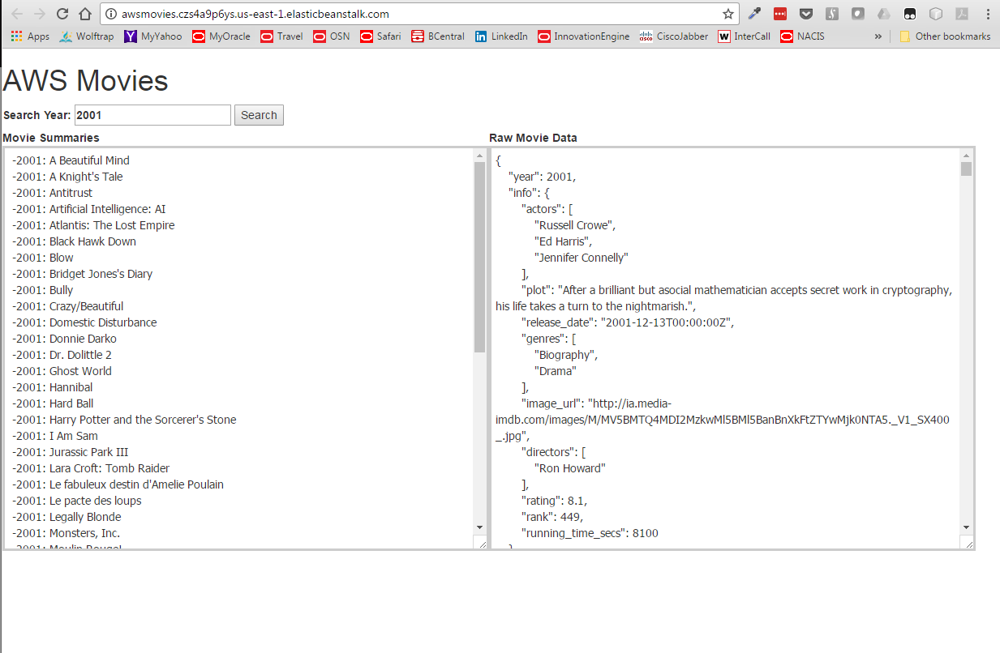 awsmovies.czs4a9p6ys.us-east-1.elasticbeanstalk.com
Apps Wolftrap MyYahoo MyOracle Travel OSN Safari BCentral LinkedIn InnovationEngine CiscoJabber InterCall NACIS » Other bookmarks
AWS Movies
Search Year: 2001 Search
Movie Summaries
-2001: A Beautiful Mind
-2001: A Knight's Tale
-2001: Antitrust
-2001: Artificial Intelligence: AI
-2001: Atlantis: The Lost Empire
-2001: Black Hawk Down
-2001: Blow
-2001: Bridget Jones's Diary
-2001: Bully
-2001: Crazy/Beautiful
-2001: Domestic Disturbance
-2001: Donnie Darko
-2001: Dr. Dolittle 2
-2001: Ghost World
-2001: Hannibal
-2001: Hard Ball
-2001: Harry Potter and the Sorcerer's Stone
-2001: I Am Sam
-2001: Jurassic Park III
-2001: Lara Croft: Tomb Raider
-2001: Le fabuleux destin d'Amelie Poulain
-2001: Le pacte des loups
-2001: Legally Blonde
-2001: Monsters, Inc.
-2001: Moulin Rouge!
Raw Movie Data
{
"year": 2001,
"info": {
"actors": [
"Russell Crowe",
"Ed Harris",
"Jennifer Connelly"
],
"plot": "After a brilliant but asocial mathematician accepts secret work in cryptography,
his life takes a turn to the nightmarish.",
"release_date": "2001-12-13T00:00:00Z",
"genres": [
"Biography",
"Drama"
],
"image_url": "http://ia.media-
imdb.com/images/M/MV5BMTQ4MDI2MzkwMl5BMl5BanBnXkFtZTYwMjk0NTA5._V1_SX400
_.jpg",
"directors": [
"Ron Howard"
],
"rating": 8.1,
"rank": 449,
"running_time_secs": 8100
}